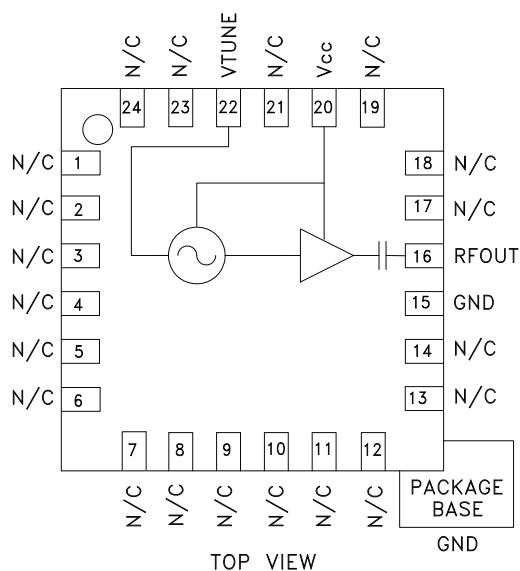 N/C N/C VTUNE N/C Vcc N/C
24 23 22 21 20 19
N/C 1 18 N/C
N/C 2 17 N/C
N/C 3 16 RFOUT
N/C 4 15 GND
N/C 5 14 N/C
N/C 6 13 N/C
7 8 9 10 11 12
N/C N/C N/C N/C N/C N/C
PACKAGE
BASE
GND
TOP VIEW